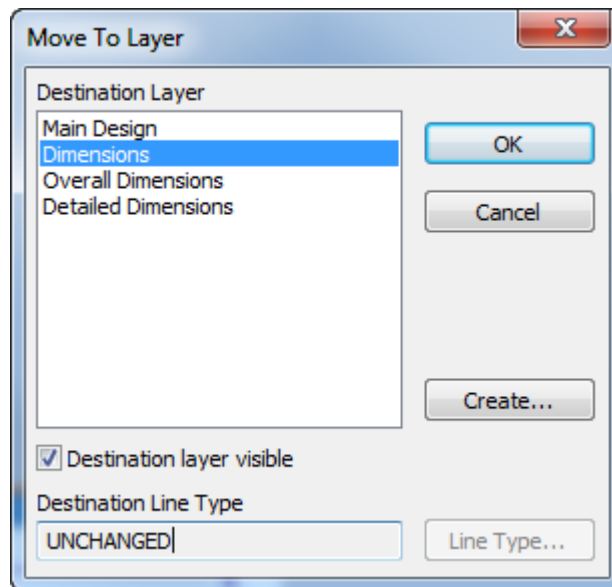 Move To Layer
Destination Layer
Main Design
Dimensions
Overall Dimensions
Detailed Dimensions
OK
Cancel
Create...
Destination layer visible
Destination Line Type
UNCHANGED
Line Type...